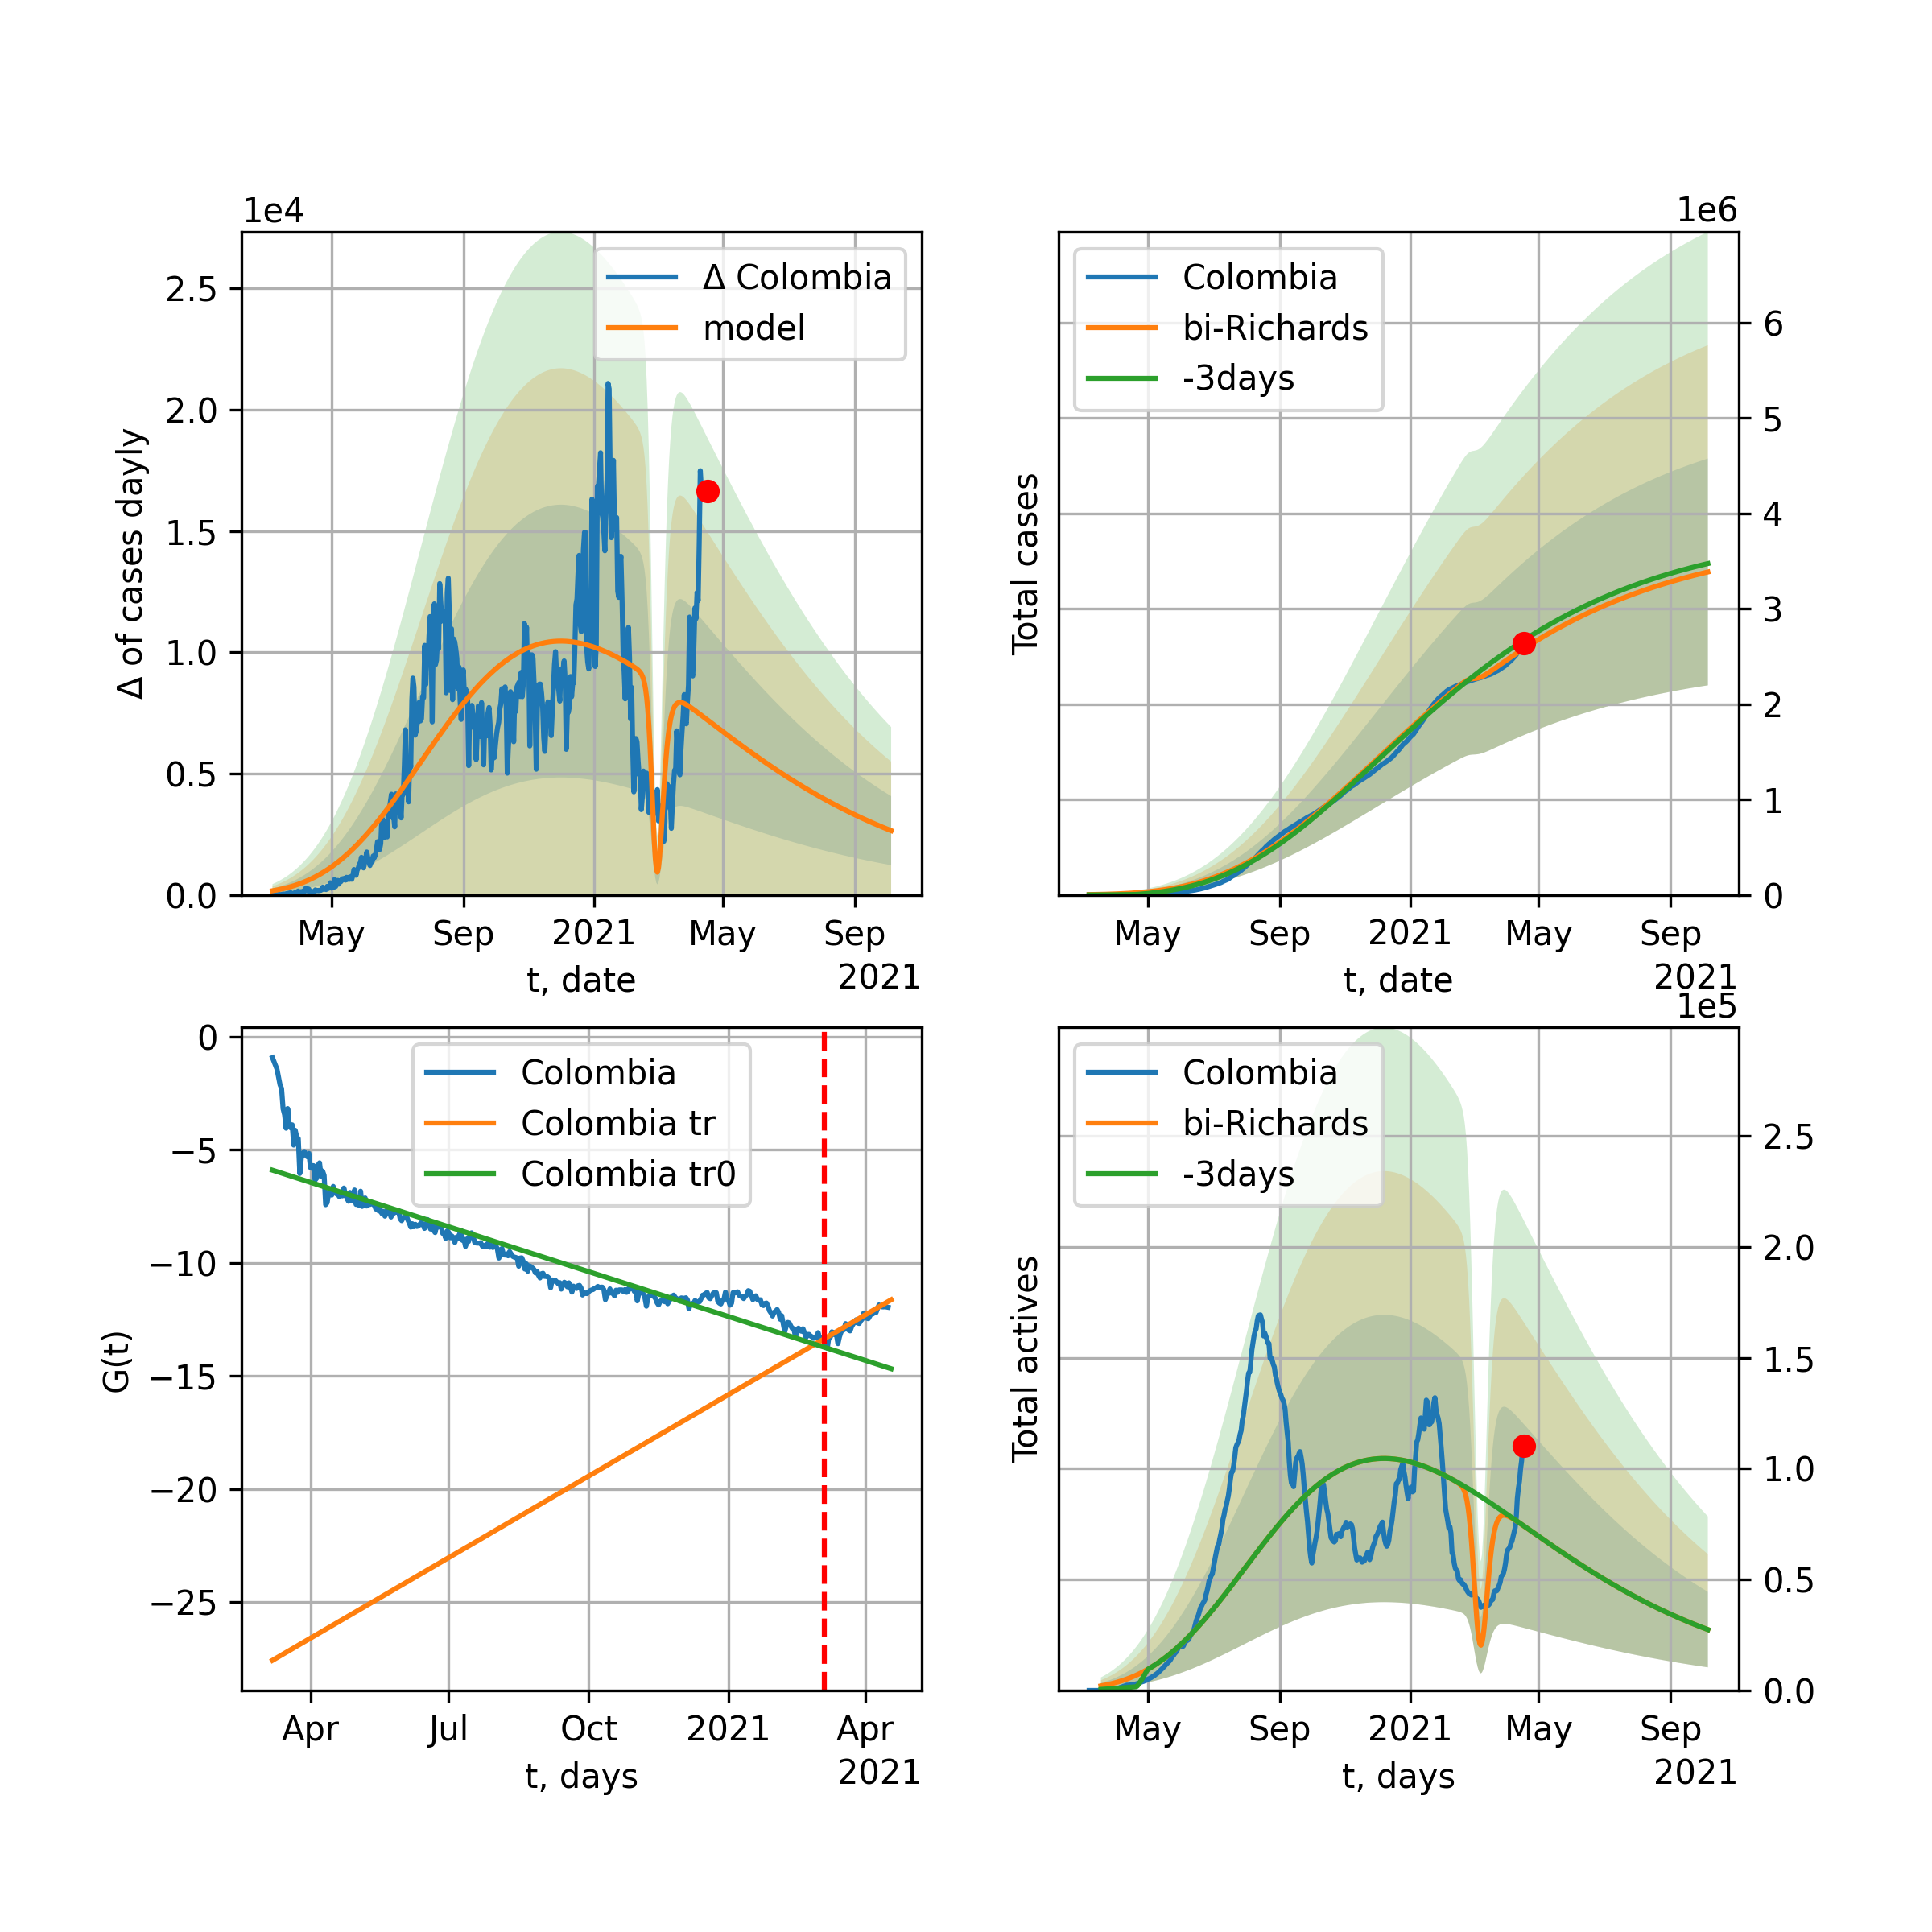 1e4
Δ of cases dayly
2.5
2.0
1.5
1.0
0.5
0.0
Δ Colombia
model
May Sep 2021 May Sep
t, date
2021
1e6
Total cases
Colombia
bi-Richards
-3days
6
5
4
3
2
1
0
May Sep 2021 May Sep
t, date
2021
G(t)
0
−5
−10
−15
−20
−25
Colombia
Colombia tr
Colombia tr0
Apr Jul Oct 2021 Apr
t, days
2021
1e5
Total actives
Colombia
bi-Richards
-3days
2.5
2.0
1.5
1.0
0.5
0.0
May Sep 2021 May Sep
t, days
2021